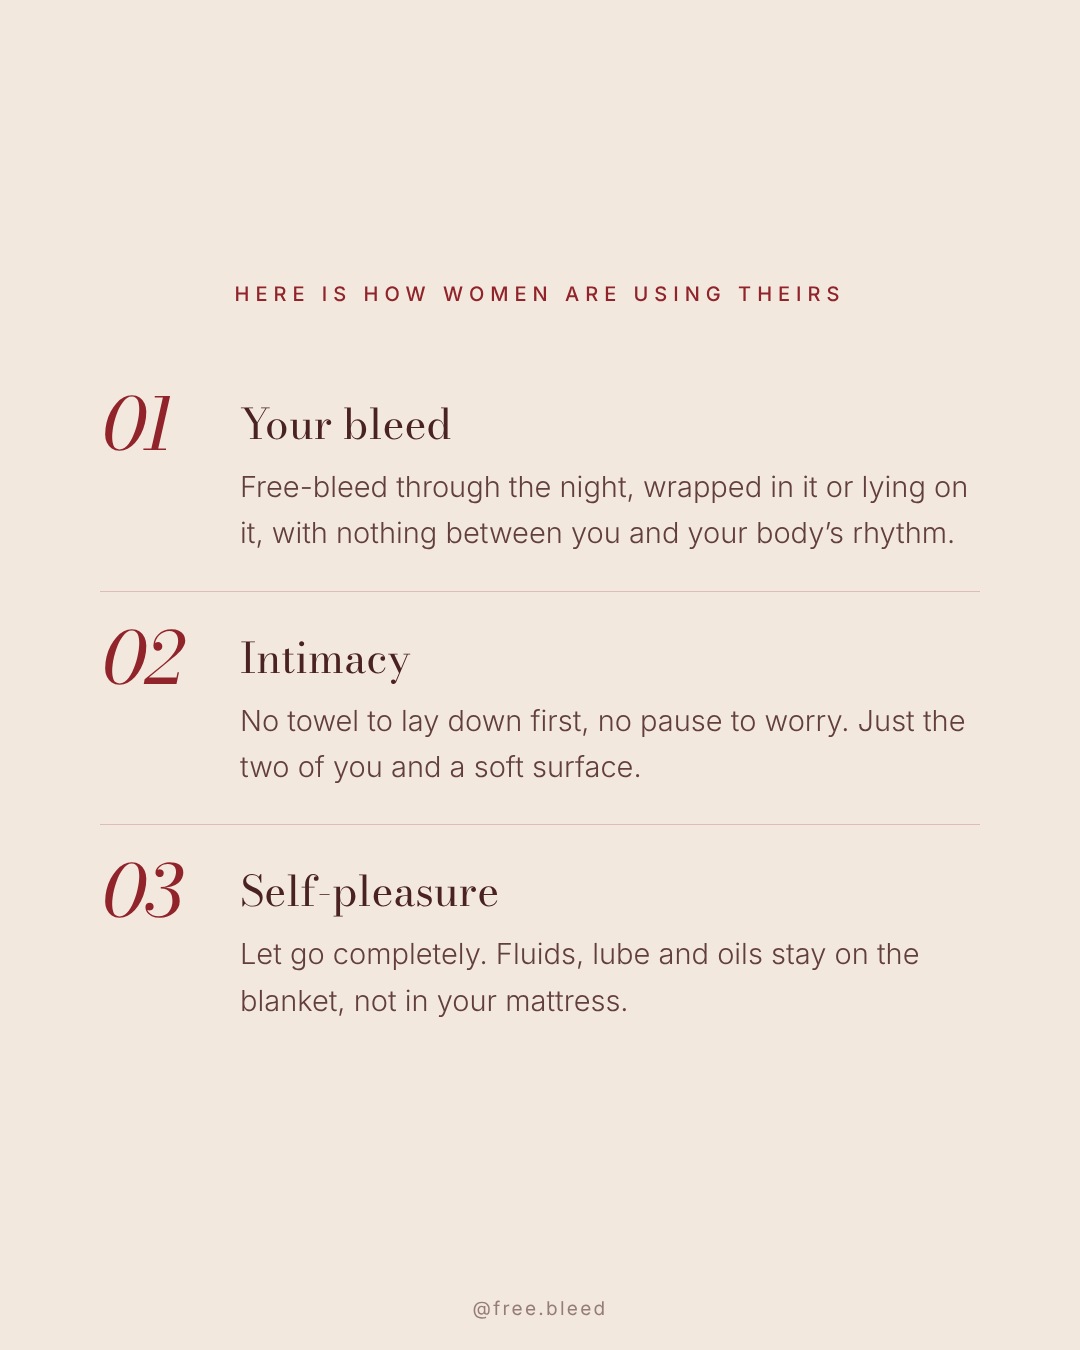 HERE IS HOW WOMEN ARE USING THEIRS
01
Your bleed
Free-bleed through the night, wrapped in it or lying on
it, with nothing between you and your body’s rhythm.
02
Intimacy
No towel to lay down first, no pause to worry. Just the
two of you and a soft surface.
03
Self-pleasure
Let go completely. Fluids, lube and oils stay on the
blanket, not in your mattress.
@free.bleed